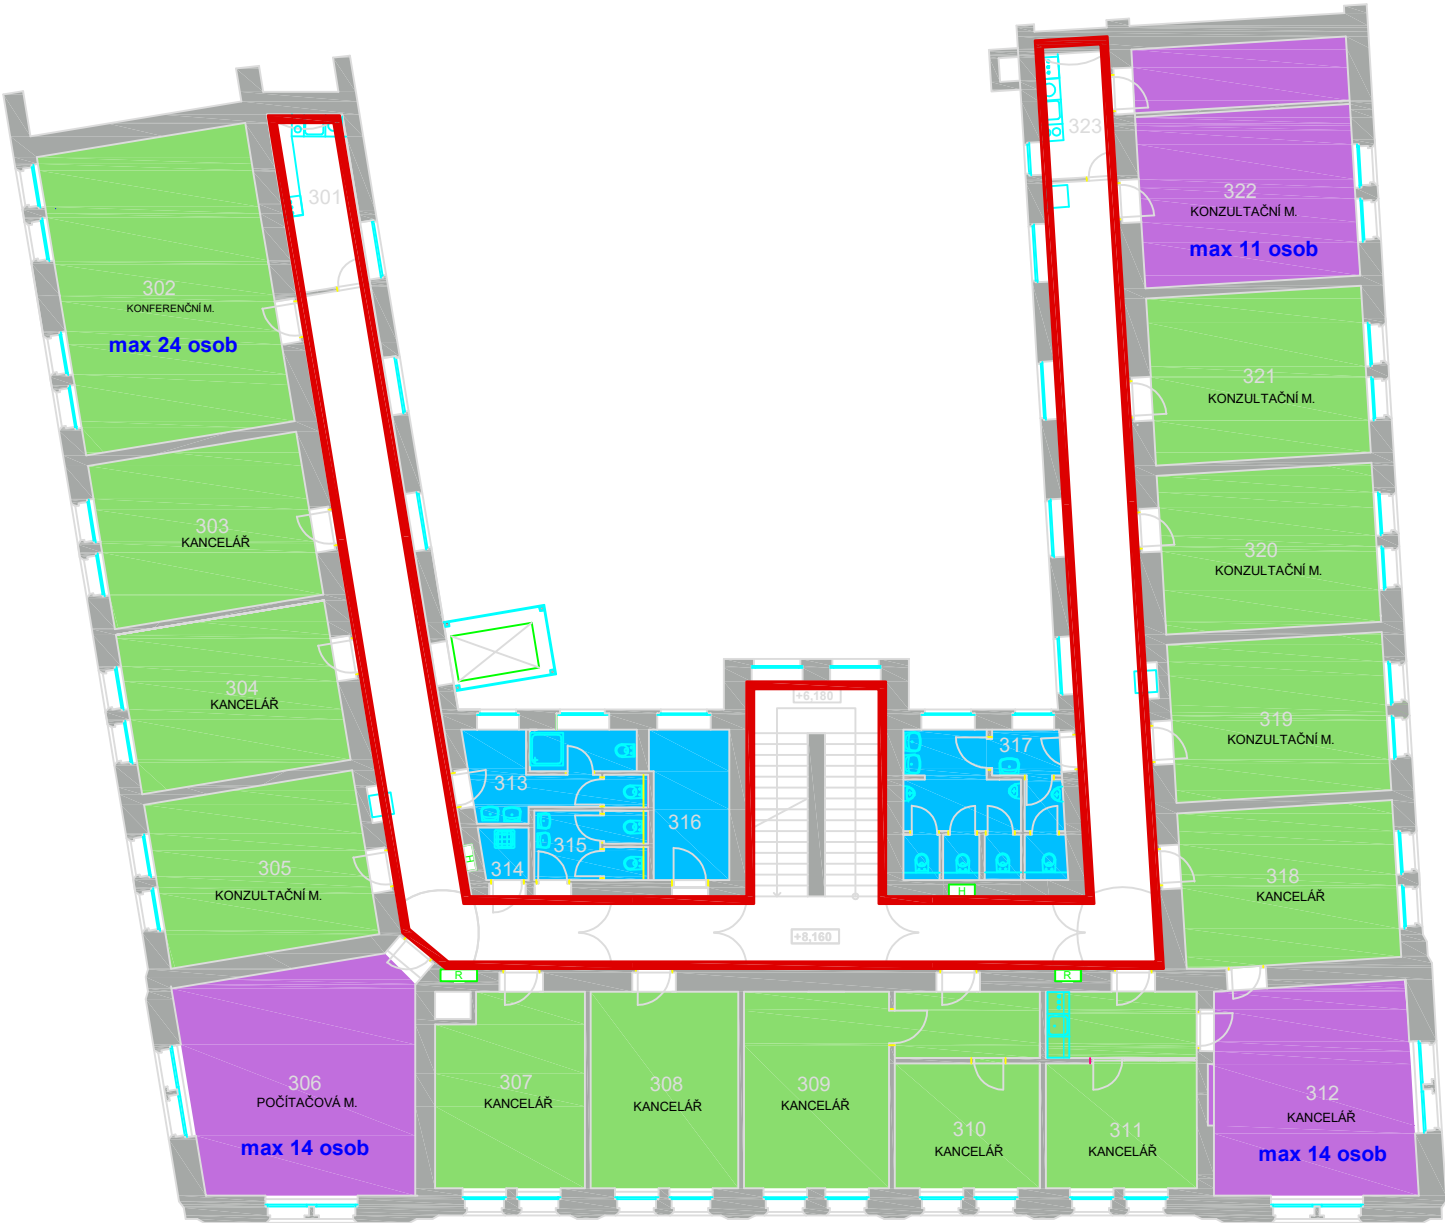 323
301
322
KONZULTAČNÍ M.
max 11 osob
302
KONFERENČNÍ M.
max 24 osob
321
KONZULTAČNÍ M.
303
KANCELÁŘ
320
KONZULTAČNÍ M.
304
KANCELÁŘ
+6,180
319
KONZULTAČNÍ M.
317
313
316
315
314
H
H
305
KONZULTAČNÍ M.
318
KANCELÁŘ
+8,160
R
R
306
POČÍTAČOVÁ M.
max 14 osob
307
KANCELÁŘ
308
KANCELÁŘ
309
KANCELÁŘ
310
KANCELÁŘ
311
KANCELÁŘ
312
KANCELÁŘ
max 14 osob